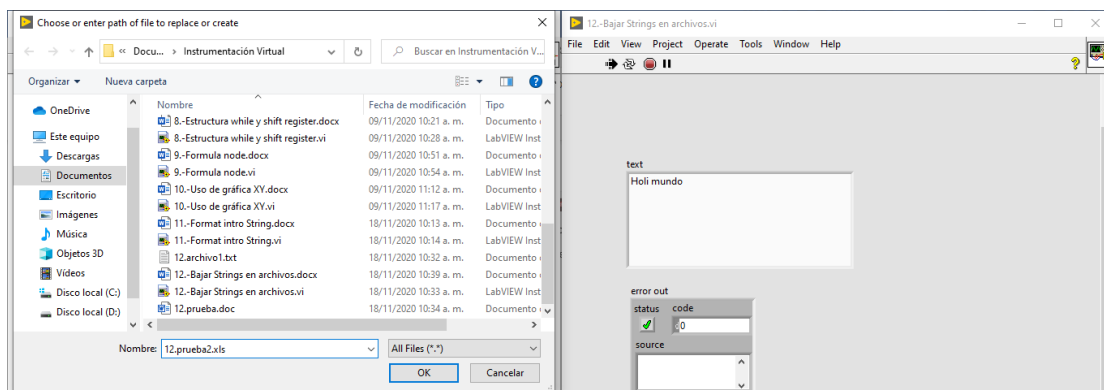 Choose or enter path of file to replace or create
« Docu... › Instrumentación Virtual
Buscar en Instrumentación V...
Organizar
Nueva carpeta
OneDrive
Este equipo
Descargas
Documentos
Escritorio
Imágenes
Música
Objetos 3D
Vídeos
Disco local (C:)
Disco local (D:)
Nombre Fecha de modificación Tipo
8.-Estructura while y shift register.docx 09/11/2020 10:21 a. m. Documento
8.-Estructura while y shift register.vi 09/11/2020 10:28 a. m. LabVIEW Inst
9.-Formula node.docx 09/11/2020 10:51 a. m. Documento
9.-Formula node.vi 09/11/2020 10:54 a. m. LabVIEW Inst
10.-Uso de gráfica XY.docx 09/11/2020 11:12 a. m. Documento
10.-Uso de gráfica XY.vi 09/11/2020 11:17 a. m. LabVIEW Inst
11.-Format intro String.docx 18/11/2020 10:13 a. m. Documento
11.-Format intro String.vi 18/11/2020 10:14 a. m. LabVIEW Inst
12.archivo1.txt 18/11/2020 10:32 a. m. Documento
12.-Bajar Strings en archivos.docx 18/11/2020 10:39 a. m. Documento
12.-Bajar Strings en archivos.vi 18/11/2020 10:33 a. m. LabVIEW Inst
12.prueba.doc 18/11/2020 10:34 a. m. Documento
Nombre: 12.prueba2.xls
All Files (*.*)
OK Cancelar
12.-Bajar Strings en archivos.vi
File Edit View Project Operate Tools Window Help
text
Holi mundo
error out
status code
0
source